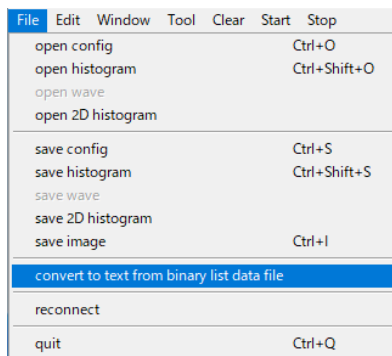 File Edit Window Tool Clear Start Stop
open config Ctrl+O
open histogram Ctrl+Shift+O
open wave
open 2D histogram
save config Ctrl+S
save histogram Ctrl+Shift+S
save wave
save 2D histogram
save image Ctrl+I
convert to text from binary list data file
reconnect
quit Ctrl+Q